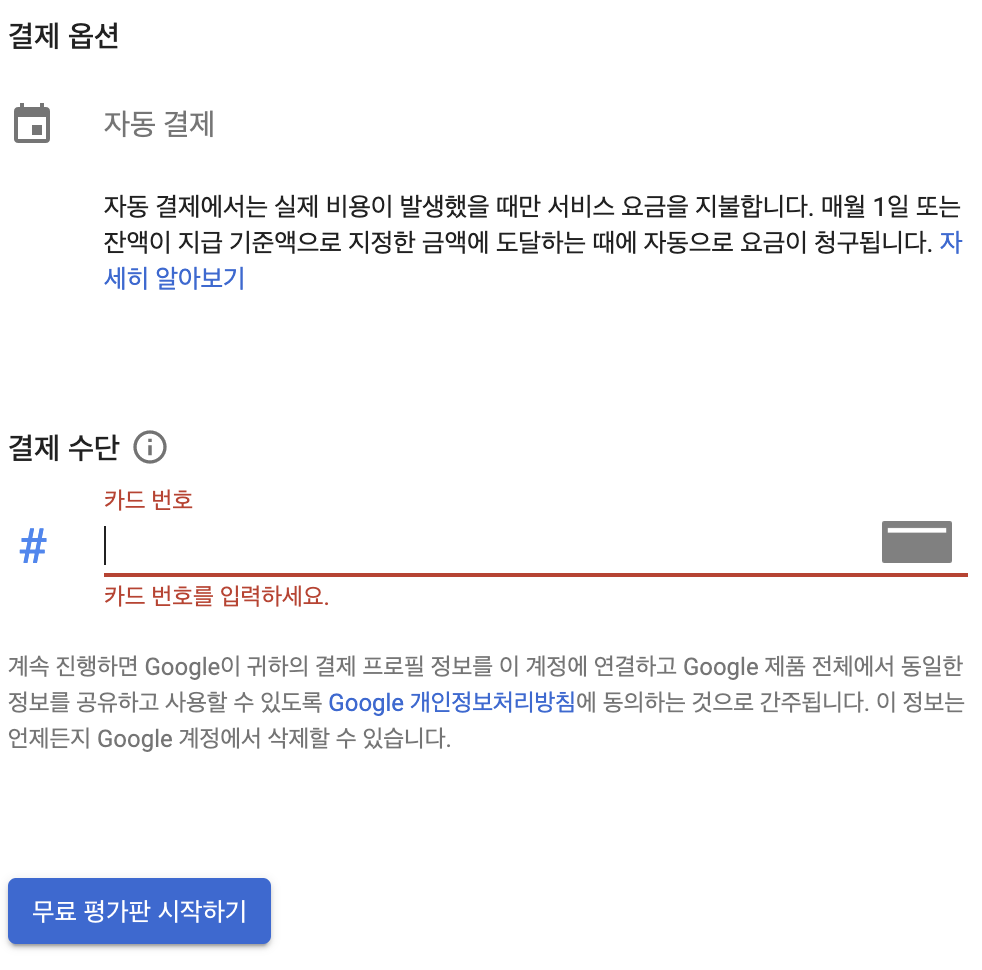 결제 옵션
자동 결제
자동 결제에서는 실제 비용이 발생했을 때만 서비스 요금을 지불합니다. 매월 1일 또는
잔액이 지급 기준액으로 지정한 금액에 도달하는 때에 자동으로 요금이 청구됩니다. 자
세히 알아보기
결제 수단
카드 번호
#
카드 번호를 입력하세요.
계속 진행하면 Google이 귀하의 결제 프로필 정보를 이 계정에 연결하고 Google 제품 전체에서 동일한
정보를 공유하고 사용할 수 있도록 Google 개인정보처리방침에 동의하는 것으로 간주됩니다. 이 정보는
언제든지 Google 계정에서 삭제할 수 있습니다.
무료 평가판 시작하기